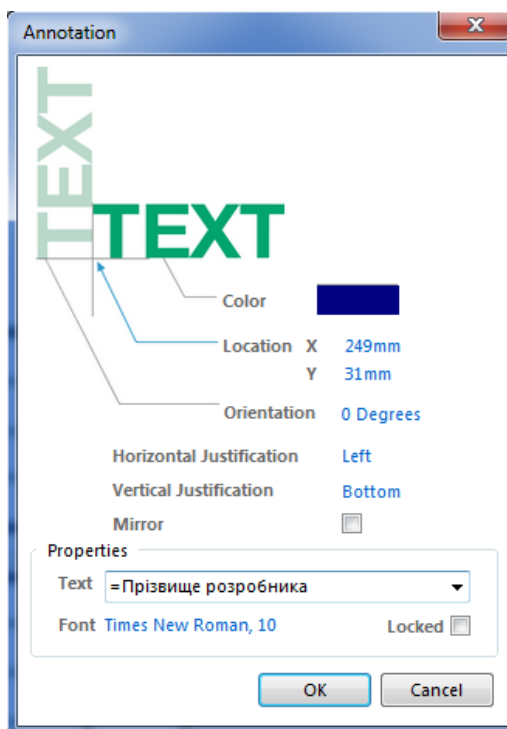 Annotation
TEXT
TEXT
Color
Location X 249mm
Y 31mm
Orientation 0 Degrees
Horizontal Justification Left
Vertical Justification Bottom
Mirror
Properties
Text =Прізвище розробника
Font Times New Roman, 10 Locked
OK Cancel